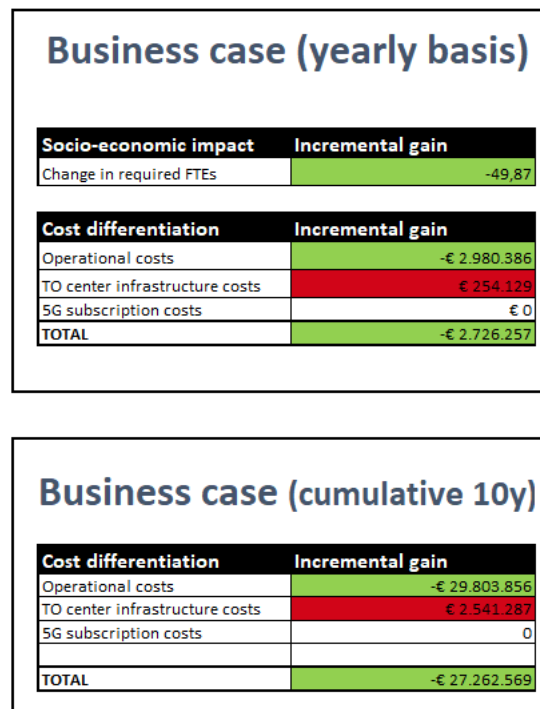 Business case (yearly basis)
Socio-economic impact Incremental gain
Change in required FTEs -49,87
Cost differentiation Incremental gain
Operational costs -€ 2.980.386
TO center infrastructure costs € 254.129
5G subscription costs € 0
TOTAL -€ 2.726.257
Business case (cumulative 10y)
Cost differentiation Incremental gain
Operational costs -€ 29.803.856
TO center infrastructure costs € 2.541.287
5G subscription costs 0
TOTAL -€ 27.262.569